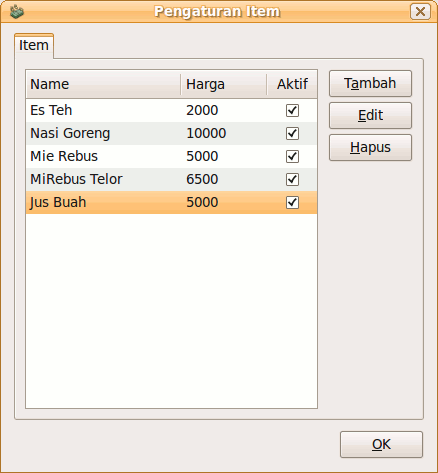 Pengaturan Item
Item
Name Harga Aktif
Es Teh 2000
Nasi Goreng 10000
Mie Rebus 5000
MiRebus Telor 6500
Jus Buah 5000
Tambah
Edit
Hapus
OK